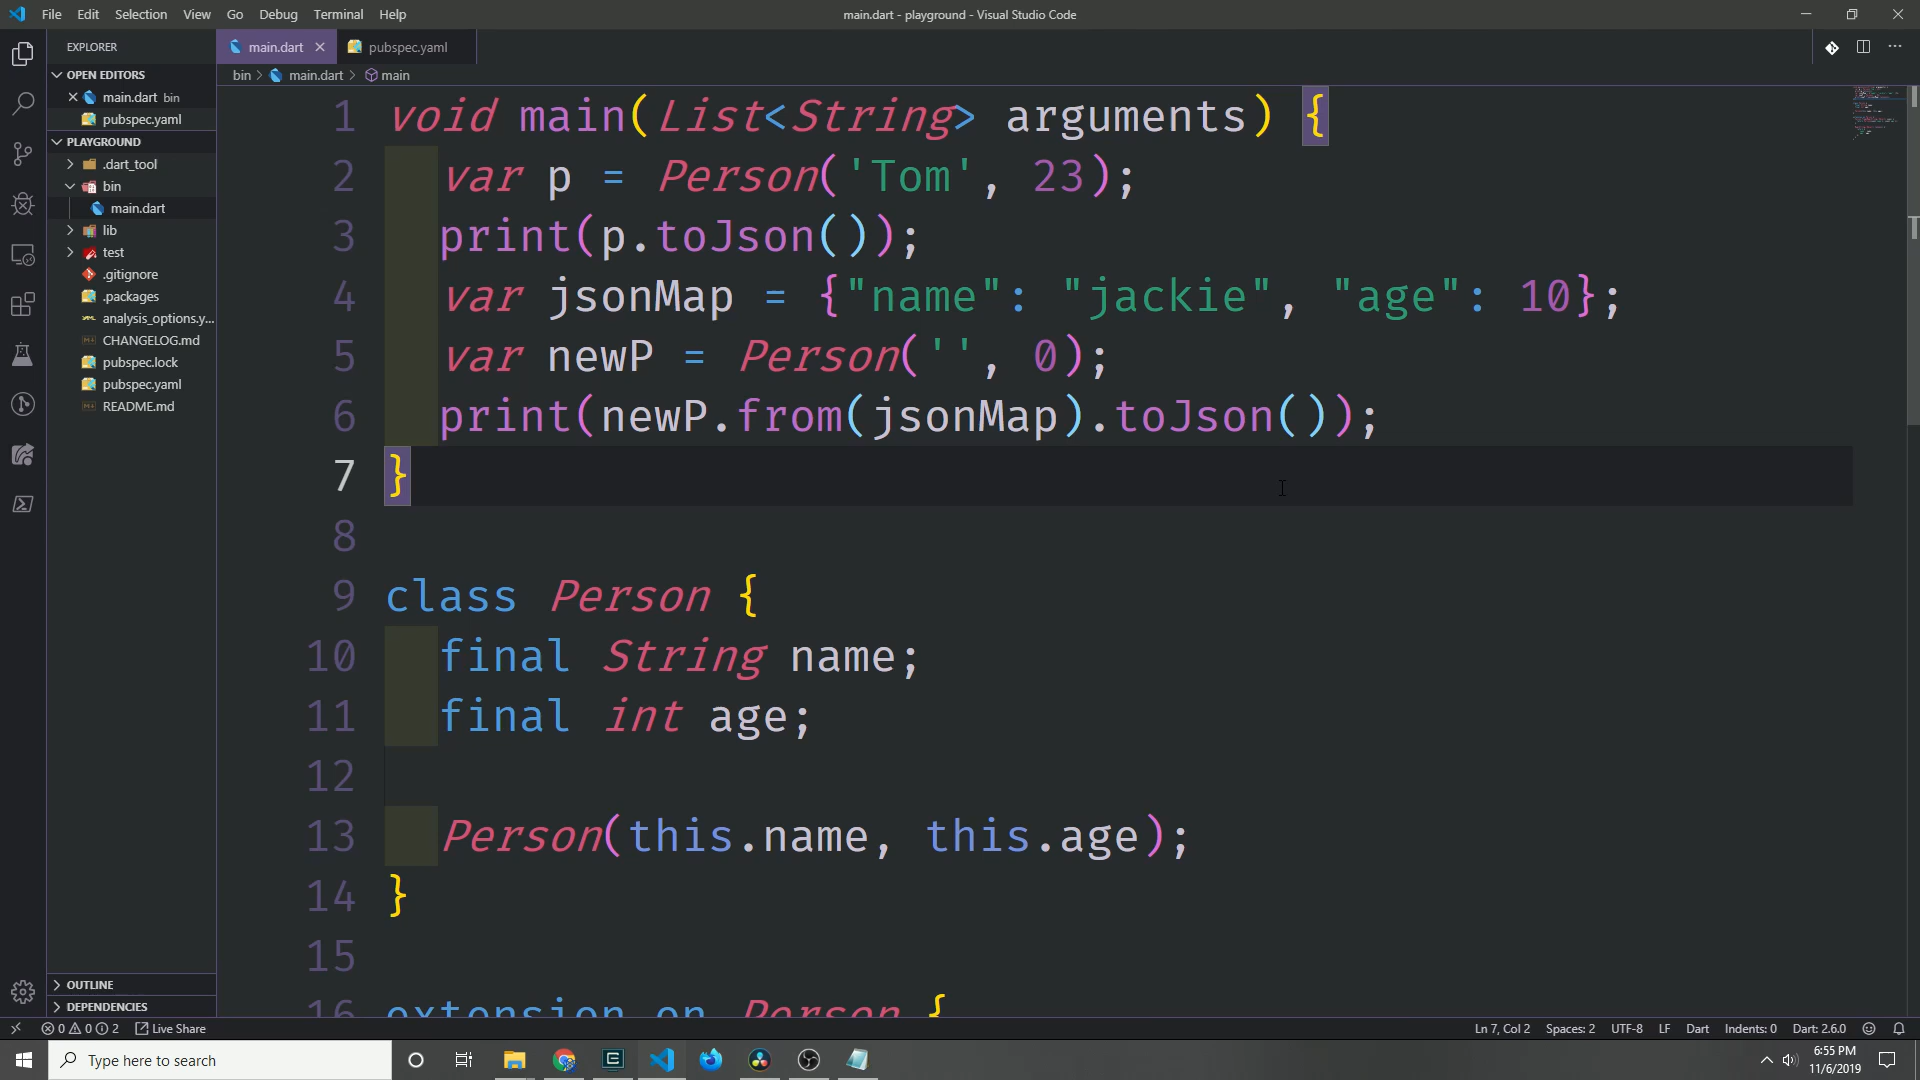 File Edit Selection View Go Debug Terminal Help
main.dart - playground - Visual Studio Code
EXPLORER
OPEN EDITORS
main.dart bin
pubspec.yaml
PLAYGROUND
.dart_tool
bin
main.dart
lib
test
.gitignore
.packages
analysis_options.y...
CHANGELOG.md
pubspec.lock
pubspec.yaml
README.md
OUTLINE
DEPENDENCIES
main.dart
pubspec.yaml
bin > main.dart > main
1 void main(List<String> arguments) {
2 var p = Person('Tom', 23);
3 print(p.toJson());
4 var jsonMap = {"name": "jackie", "age": 10};
5 var newP = Person('', 0);
6 print(newP.from(jsonMap).toJson());
7 }
8
9 class Person {
10 final String name;
11 final int age;
12
13 Person(this.name, this.age);
14 }
15
16 extension on Person {
0 0 2 Live Share
Ln 7, Col 2 Spaces: 2 UTF-8 LF Dart Indents: 0 Dart: 2.6.0
Type here to search
6:55 PM
11/6/2019